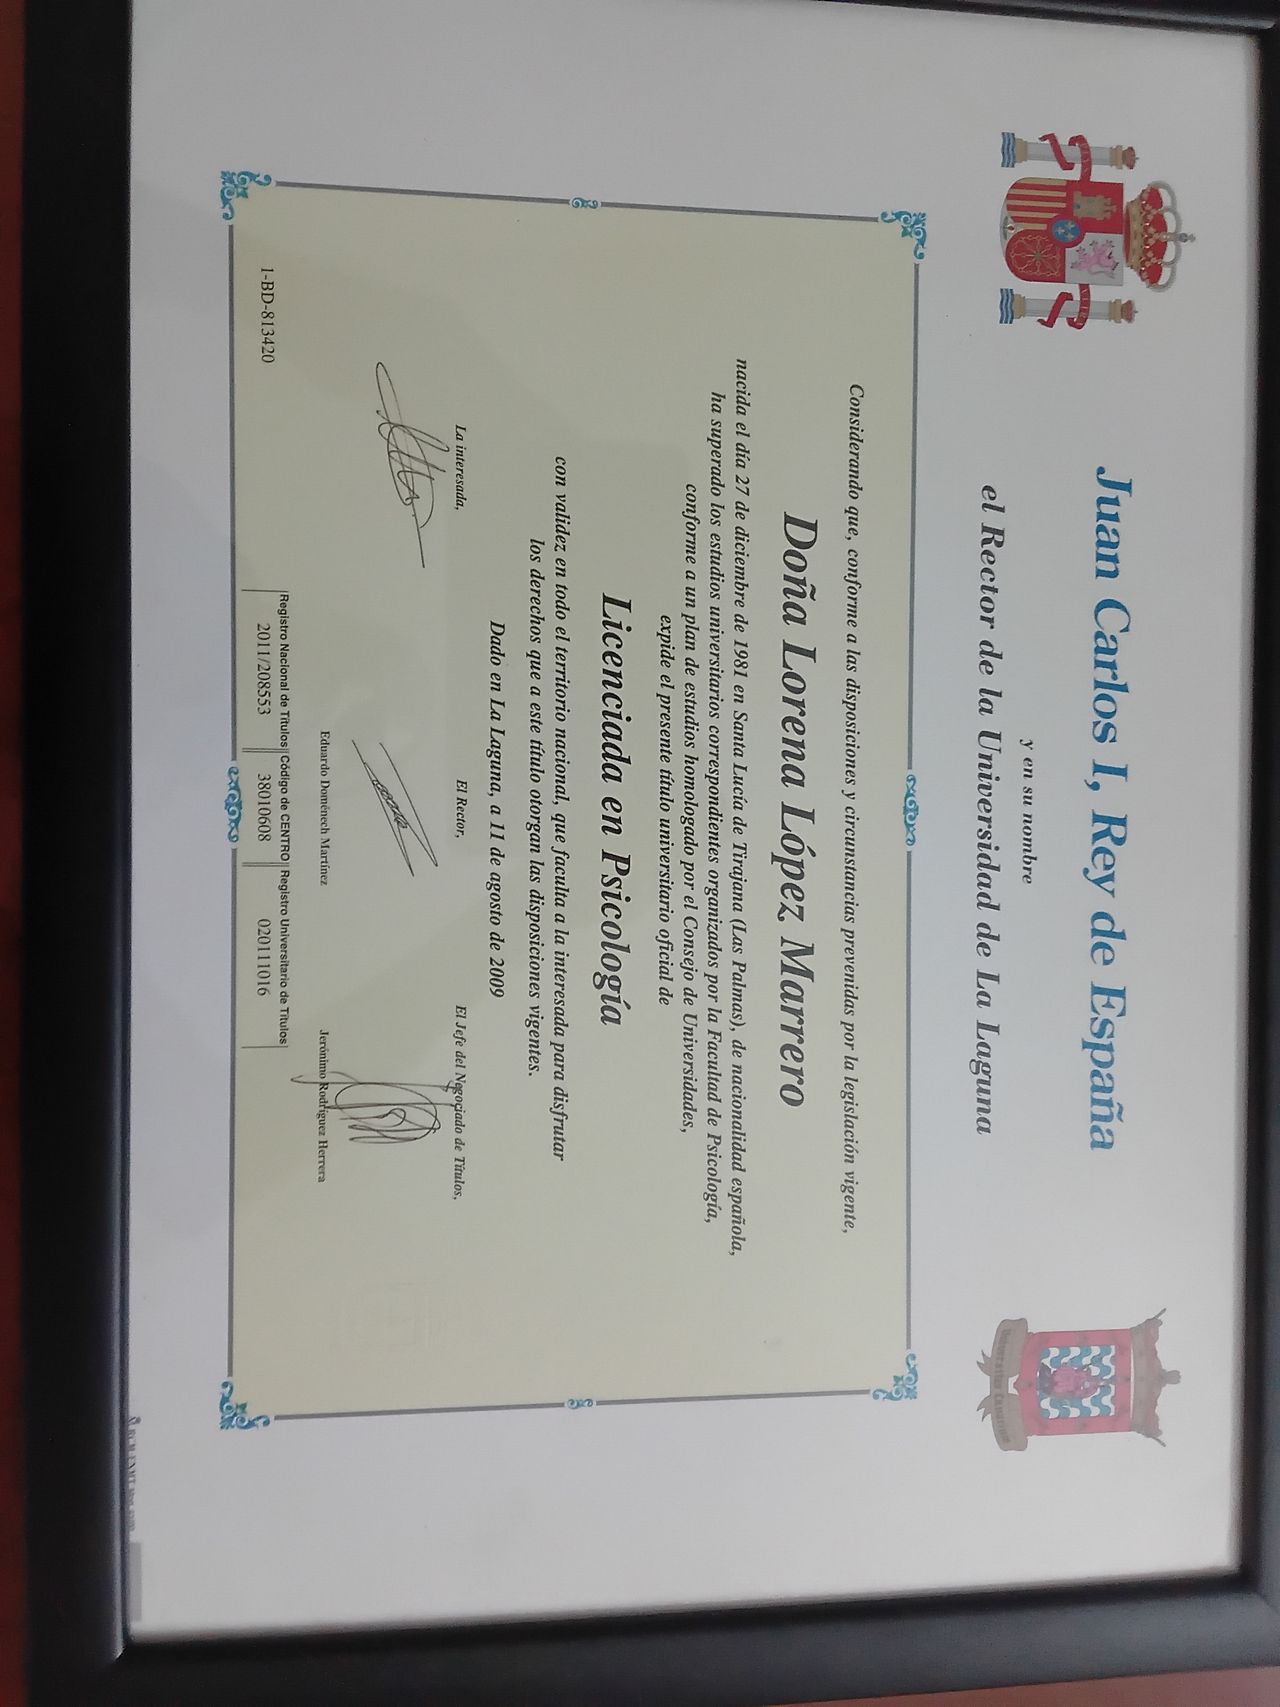 Juan Carlos I, Rey de España
y en su nombre
el Rector de la Universidad de La Laguna
Considerando que, conforme a las disposiciones y circunstancias prevenidas por la legislación vigente,
Doña Lorena López Marrero
nacida el día 27 de diciembre de 1981 en Santa Lucía de Tirajana (Las Palmas), de nacionalidad española,
ha superado los estudios universitarios correspondientes organizados por la Facultad de Psicología,
conforme a un plan de estudios homologado por el Consejo de Universidades,
expide el presente título universitario oficial de
Licenciada en Psicología
con validez en todo el territorio nacional, que faculta a la interesada para disfrutar
los derechos que a este título otorgan las disposiciones vigentes.
Dado en La Laguna, a 11 de agosto de 2009
La interesada,
El Rector,
El Jefe del Negociado de Títulos,
Eduardo Doménech Martínez
Jerónimo Rodríguez Herrera
1-BD-813420
Registro Nacional de Títulos Código de CENTRO Registro Universitario de Títulos
2011/208553 38010608 020111016